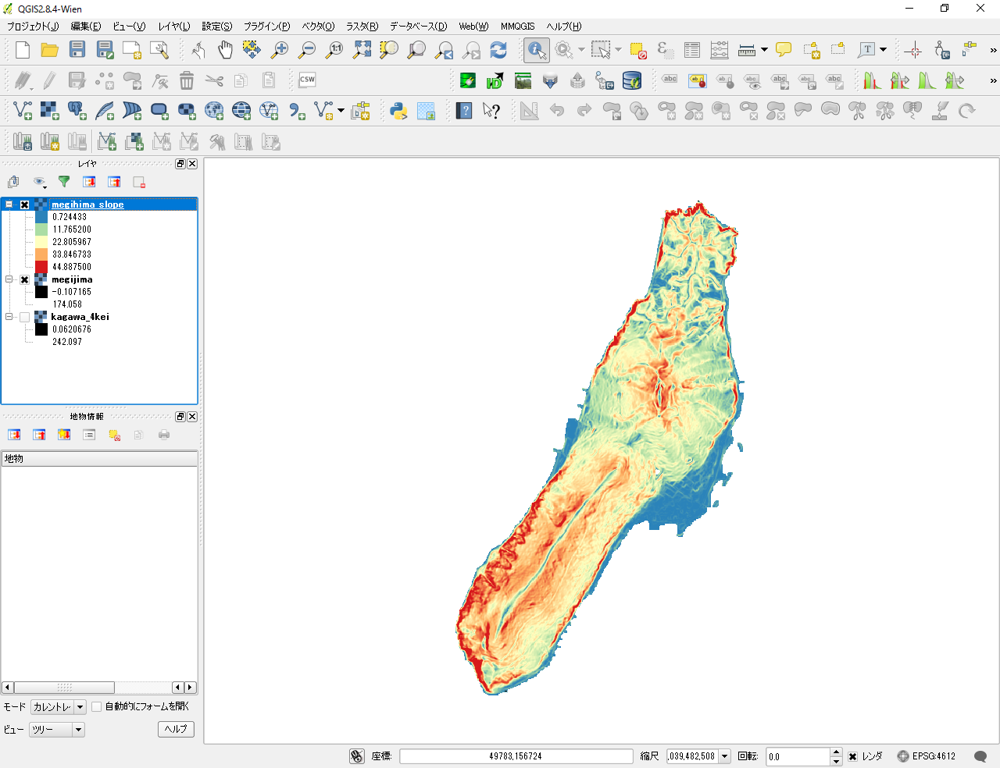 QGIS2.8.4-Wien
プロジェクト(J) 編集(E) ビュー(V) レイヤ(L) 設定(S) プラグイン(P) ベクタ(O) ラスタ(R) データベース(D) Web(W) MMQGIS ヘルプ(H)
CSW
abc ab abc abc abc abc
レイヤ
megihima slope
0.724433
11.765200
22.805967
33.846733
44.887500
megijima
-0.107165
174.058
kagawa_4kei
0.0620676
242.097
地物情報
地物
モード カレントレ 自動的にフォームを開く
ビュー ツリー ヘルプ
座標: 49783,156724 縮尺 ,039,482,508 回転: 0.0 レンダ EPSG:4612